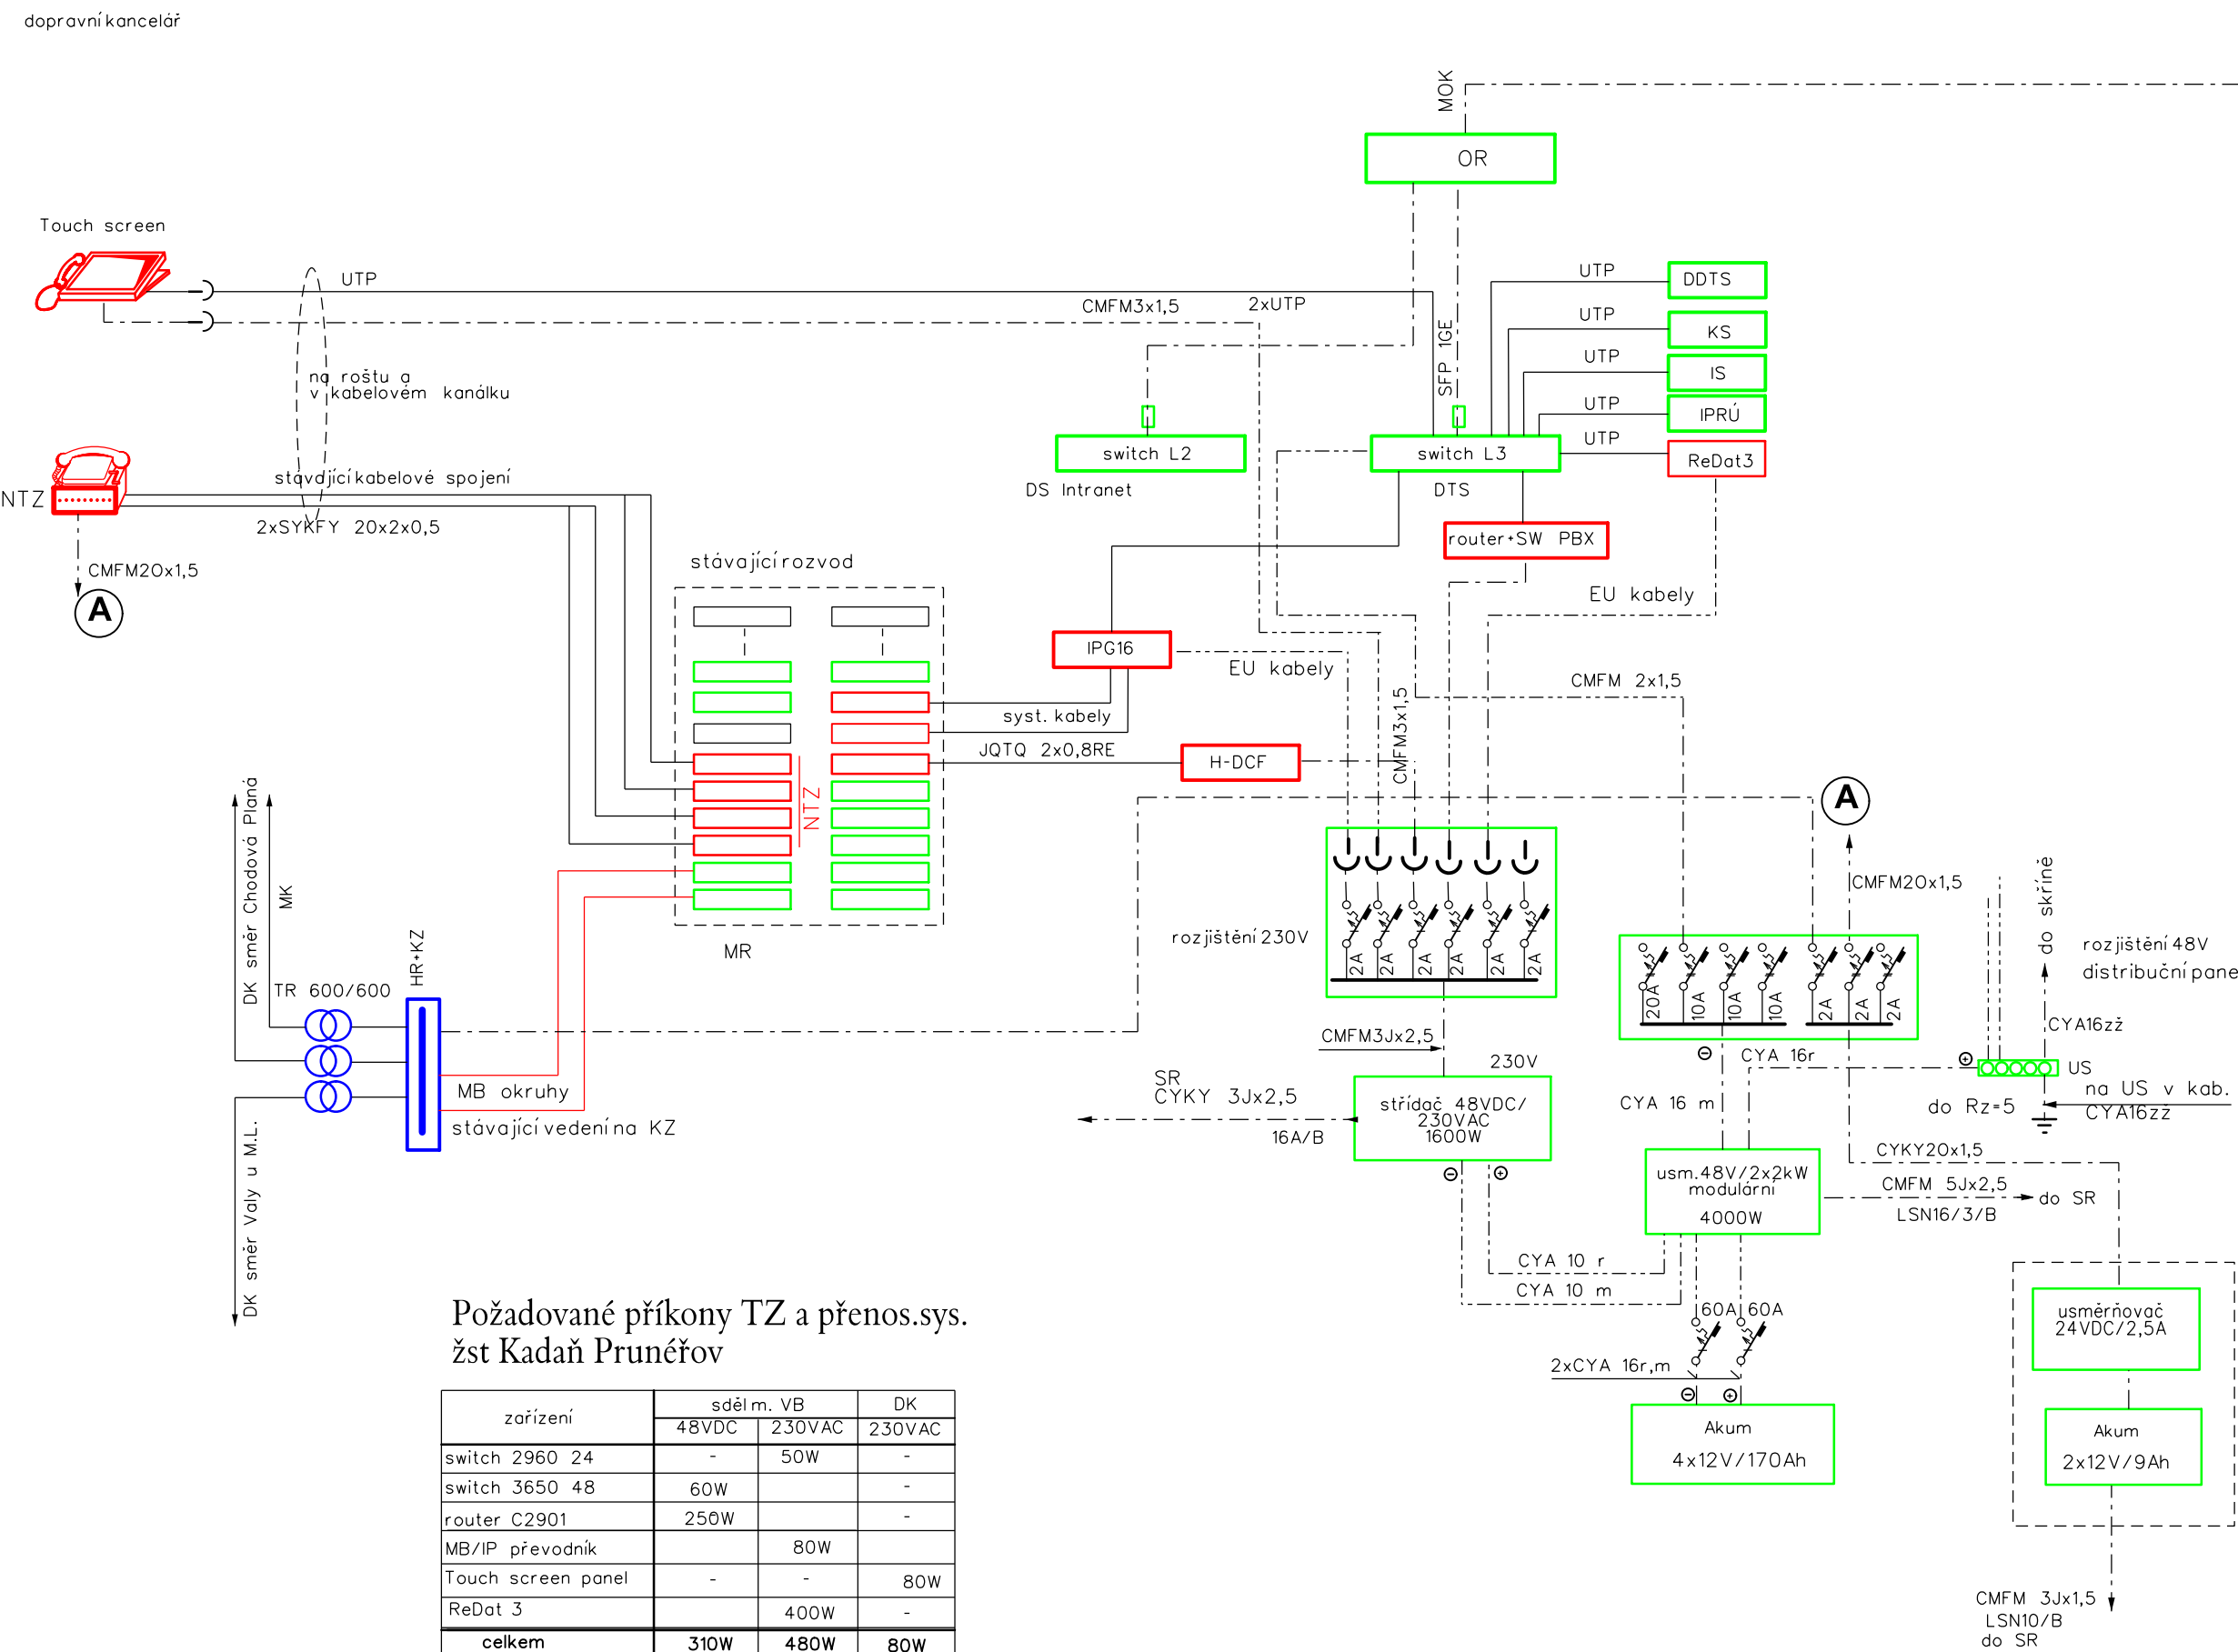 dopravní kancelář
MOK
OR
Touch screen
UTP
CMFM3x1,5
2xUTP
SFP 1GE
UTP
DDTS
UTP
KS
UTP
IS
UTP
IPRÚ
UTP
ReDat3
na roštu a
v kabelovém kanálku
switch L2
DS Intranet
switch L3
DTS
NTZ
stávající kabelové spojení
2xSYKFY 20x2x0,5
CMFM20x1,5
A
router+SW PBX
EU kabely
stávající rozvod
IPG16
EU kabely
syst. kabely
JQTQ 2x0,8RE
H-DCF
CMFM3x1,5
CMFM 2x1,5
NTZ
MR
A
CMFM20x1,5
do skříně
rozjištění 48V
distribuční pane
CYA16zž
DK směr Chodová Planá
MK
HR+KZ
TR 600/600
MB okruhy
stávající vedení na KZ
DK směr Valy u M.L.
rozjištění 230V
2A
2A
2A
2A
2A
2A
20A
10A
10A
10A
2A
2A
2A
CMFM3Jx2,5
230V
CYA 16r
US
na US v kab.
CYA16zž
do Rz=5
CYA 16 m
SR
CYKY 3Jx2,5
16A/B
střídač 48VDC/
230VAC
1600W
CYKY20x1,5
usm.48V/2x2kW
modulární
4000W
CMFM 5Jx2,5
LSN16/3/B
do SR
CYA 10 r
CYA 10 m
60A
60A
2xCYA 16r,m
Akum
4x12V/170Ah
usměrňovač
24VDC/2,5A
Akum
2x12V/9Ah
CMFM 3Jx1,5
LSN10/B
do SR
Požadované příkony TZ a přenos.sys.
žst Kadaň Prunéřov
zařízení sděl m. VB DK
48VDC 230VAC 230VAC
switch 2960 24 - 50W -
switch 3650 48 60W -
router C2901 250W -
MB/IP převodník 80W
Touch screen panel - - 80W
ReDat 3 400W -
celkem 310W 480W 80W